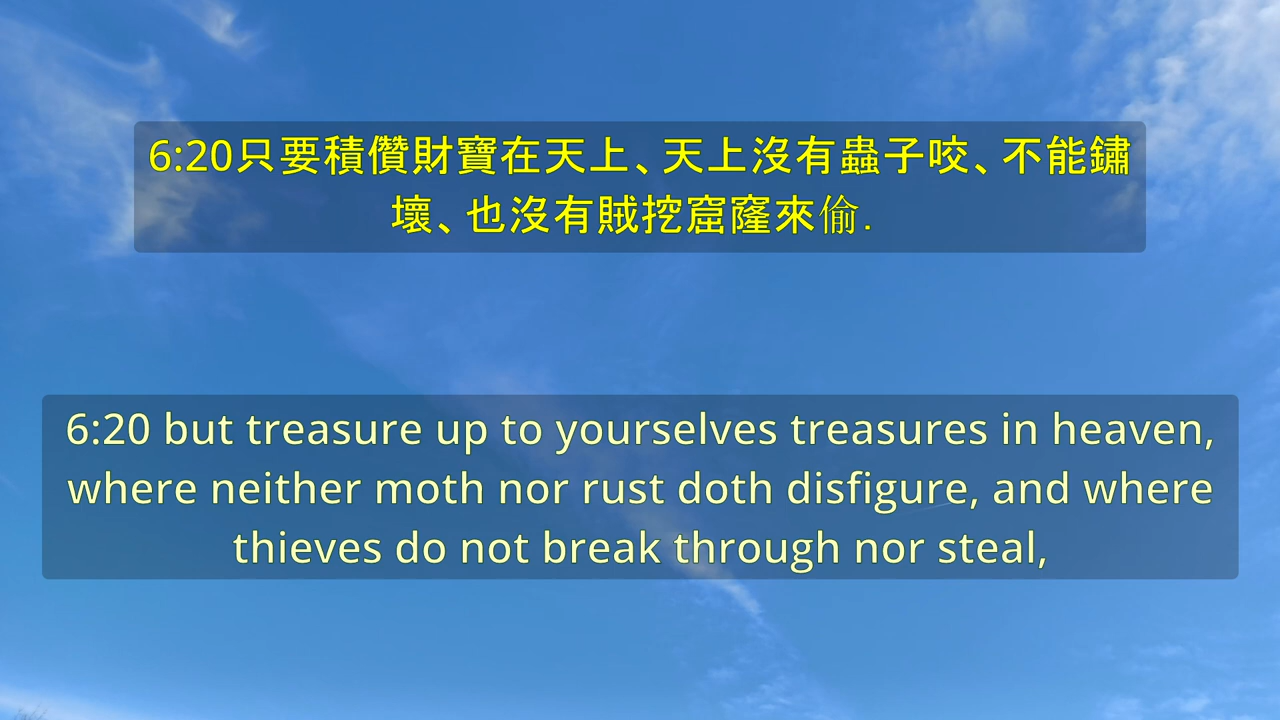 6:20只要積儹財寶在天上、天上沒有蟲子咬、不能鏽
壞、也沒有賊挖窟窿來偷.
6:20 but treasure up to yourselves treasures in heaven,
where neither moth nor rust doth disfigure, and where
thieves do not break through nor steal,